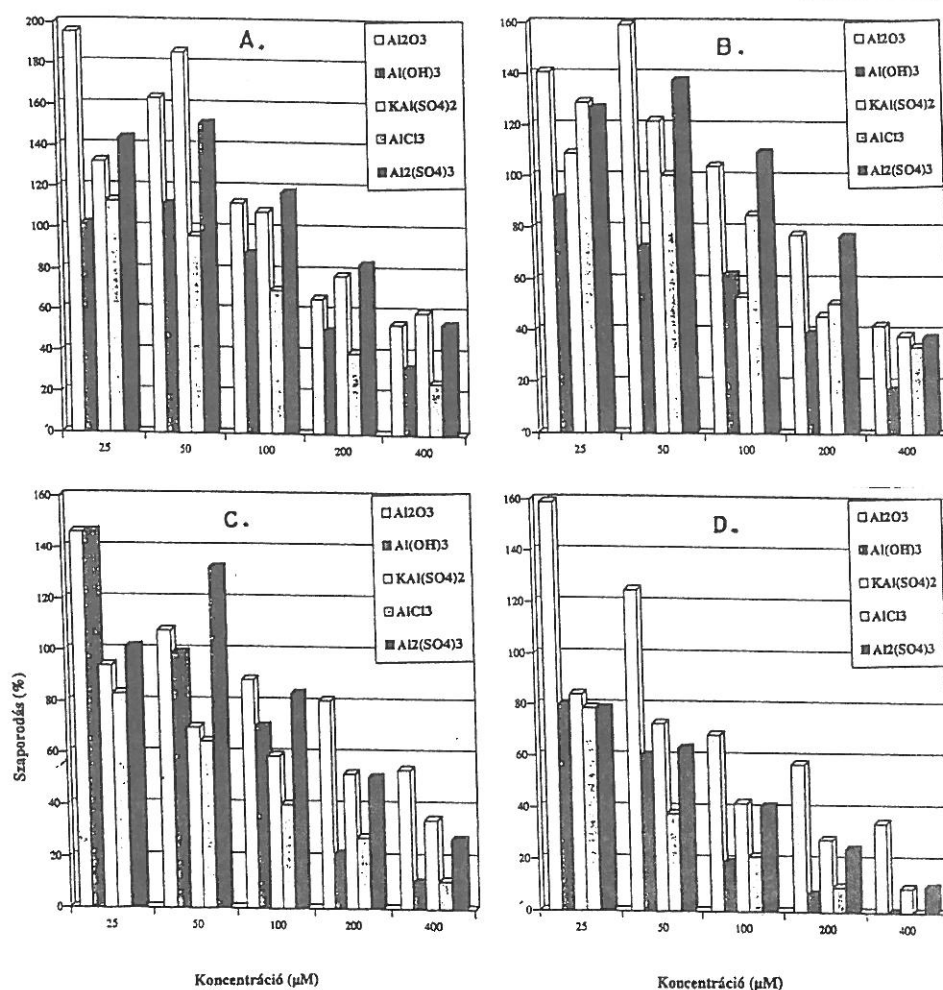 A.
200
180
160
140
120
100
80
60
40
20
0
25 50 100 200 400
Al2O3
Al(OH)3
KAl(SO4)2
AlCl3
Al2(SO4)3
B.
160
140
120
100
80
60
40
20
0
25 50 100 200 400
Al2O3
Al(OH)3
KAl(SO4)2
AlCl3
Al2(SO4)3
C.
Szaporodás (%)
160
140
120
100
80
60
40
20
0
25 50 100 200 400
Al2O3
Al(OH)3
KAl(SO4)2
AlCl3
Al2(SO4)3
Koncentráció (µM)
D.
160
140
120
100
80
60
40
20
0
25 50 100 200 400
Al2O3
Al(OH)3
KAl(SO4)2
AlCl3
Al2(SO4)3
Koncentráció (µM)